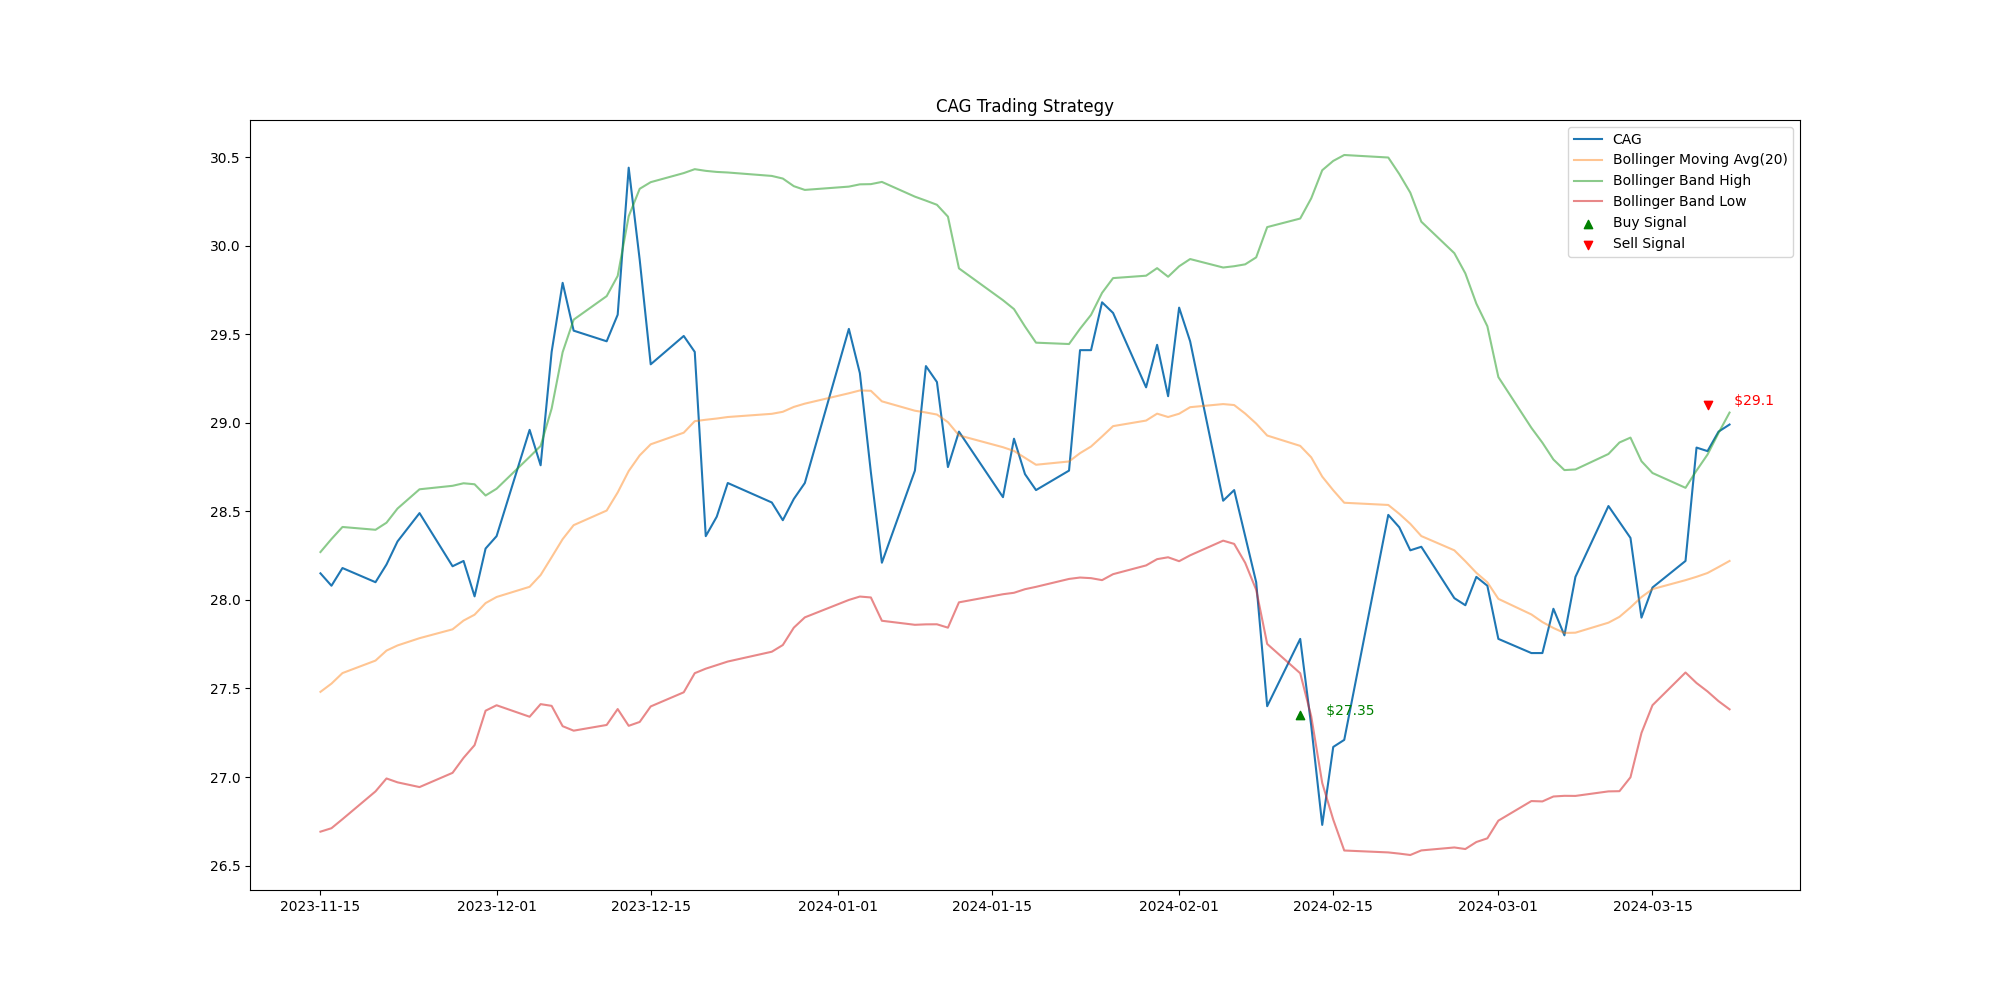 CAG Trading Strategy
CAG
Bollinger Moving Avg(20)
Bollinger Band High
Bollinger Band Low
Buy Signal
Sell Signal
30.5
30.0
29.5
29.0
28.5
28.0
27.5
27.0
26.5
$29.1
$27.35
2023-11-15
2023-12-01
2023-12-15
2024-01-01
2024-01-15
2024-02-01
2024-02-15
2024-03-01
2024-03-15